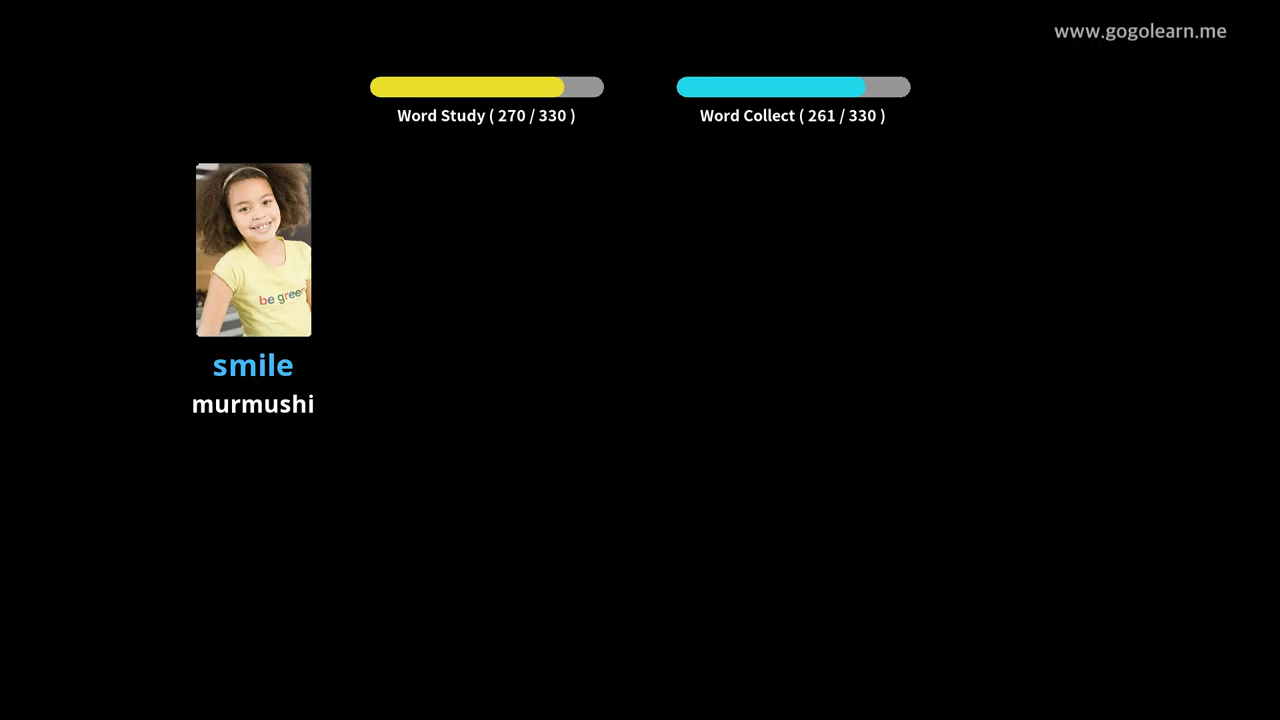 www.gogolearn.me
Word Study ( 270 / 330 )
Word Collect ( 261 / 330 )
be green
smile
murmushi